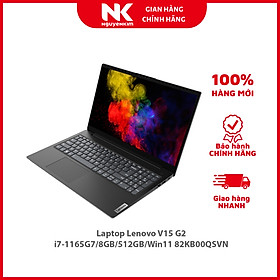 NK
NGUYENKIM
GIAN HÀNG
CHÍNH HÃNG
100%
HÀNG MỚI
Bảo hành
CHÍNH HÃNG
Giao hàng
NHANH
Laptop Lenovo V15 G2
i7-1165G7/8GB/512GB/Win11 82KB00QSVN